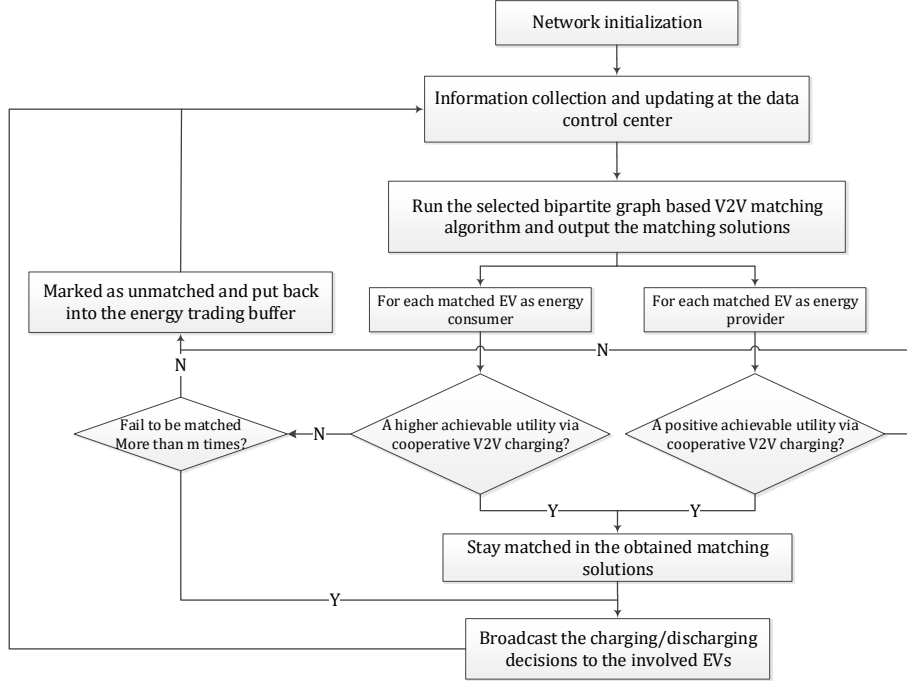 Network initialization
Information collection and updating at the data
control center
Run the selected bipartite graph based V2V matching
algorithm and output the matching solutions
Marked as unmatched and put back
into the energy trading buffer
For each matched EV as energy
consumer
For each matched EV as energy
provider
N
N
Fail to be matched
More than m times?
N
A higher achievable utility via
cooperative V2V charging?
A positive achievable utility via
cooperative V2V charging?
Y
Y
Stay matched in the obtained matching
solutions
Y
Broadcast the charging/discharging
decisions to the involved EVs